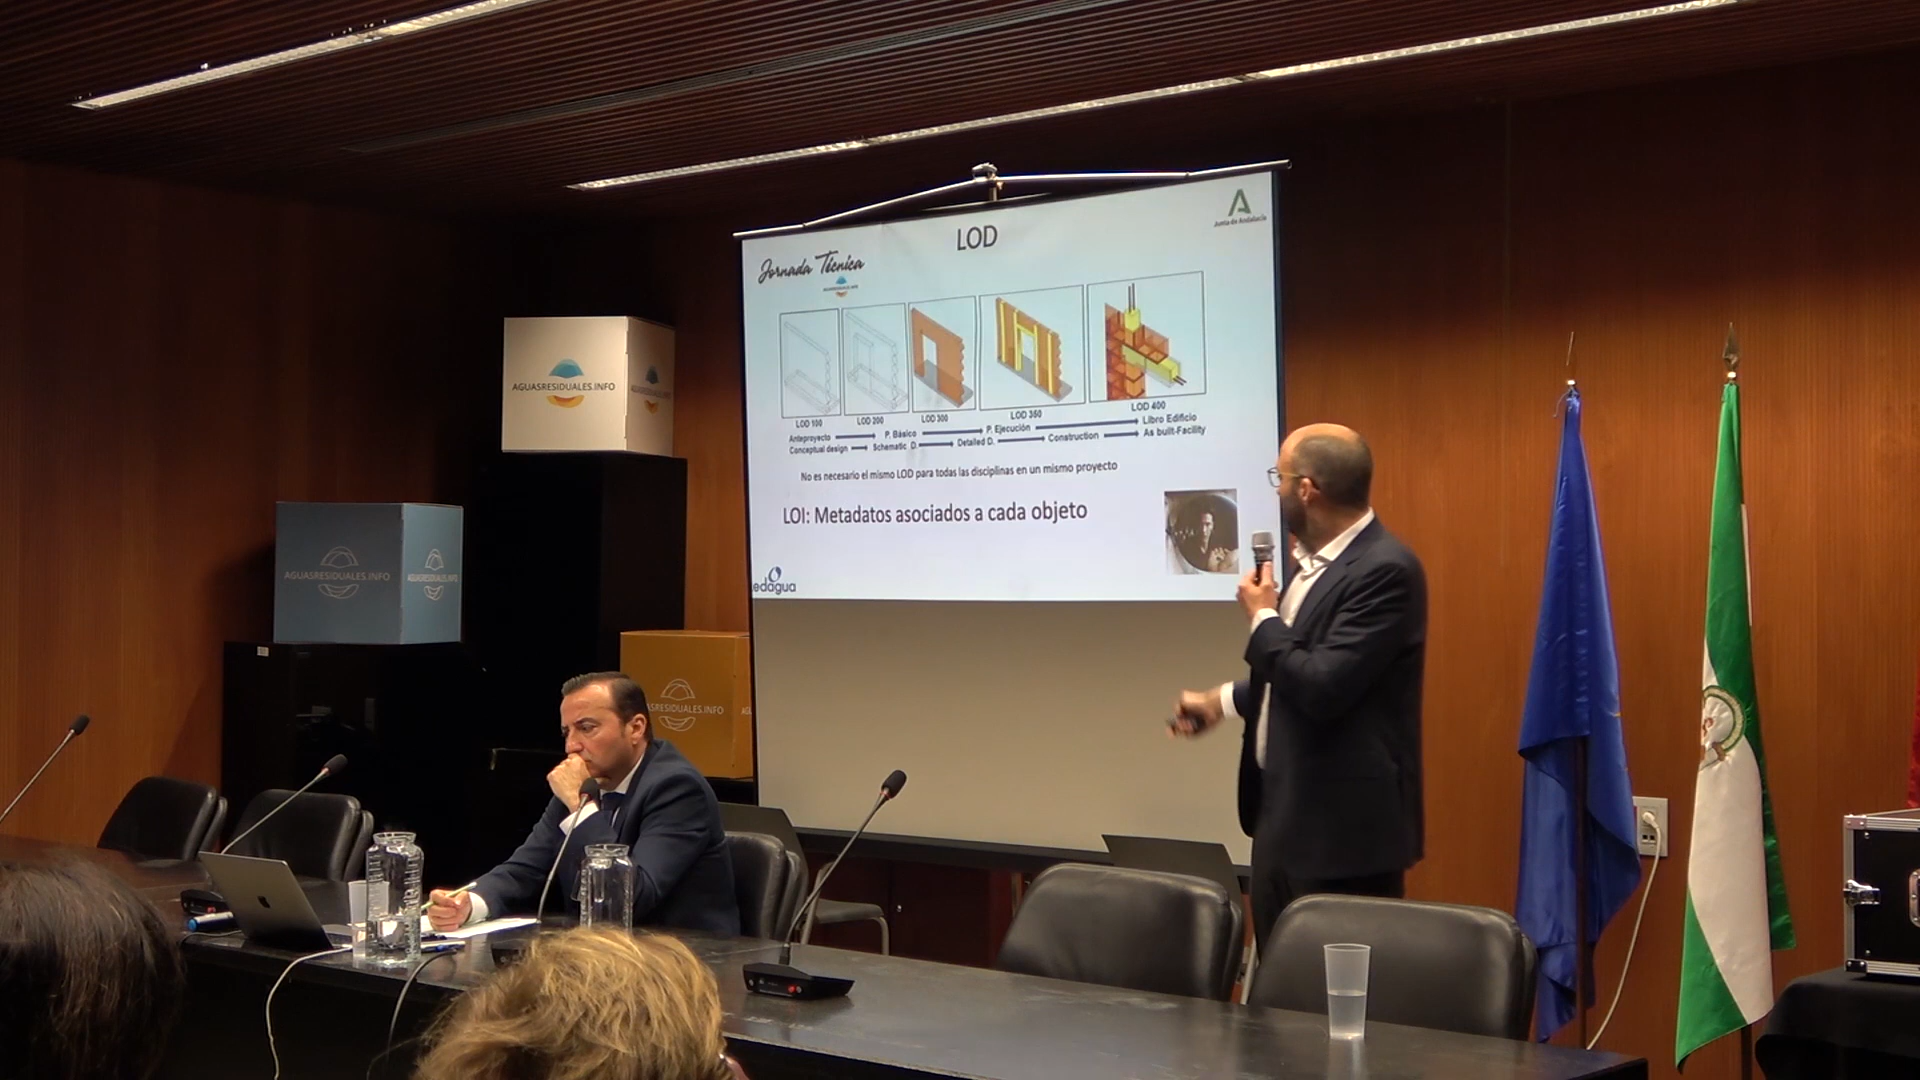 LOD
Junta de Andalucía
Jornada Técnica
AGUASRESIDUALES.INFO
LOD 100
LOD 200
LOD 300
LOD 350
LOD 400
Anteproyecto
P. Básico
P. Ejecución
Libro Edificio
Conceptual design
Schematic D.
Detailed D.
Construction
As built-Facility
No es necesario el mismo LOD para todas las disciplinas en un mismo proyecto
LOI: Metadatos asociados a cada objeto
edagua
AGUASRESIDUALES.INFO
AGUASRESIDUALES.INFO
AGUASRESIDUALES.INFO
AGUASRESIDUALES.INFO
ASRESIDUALES.INFO